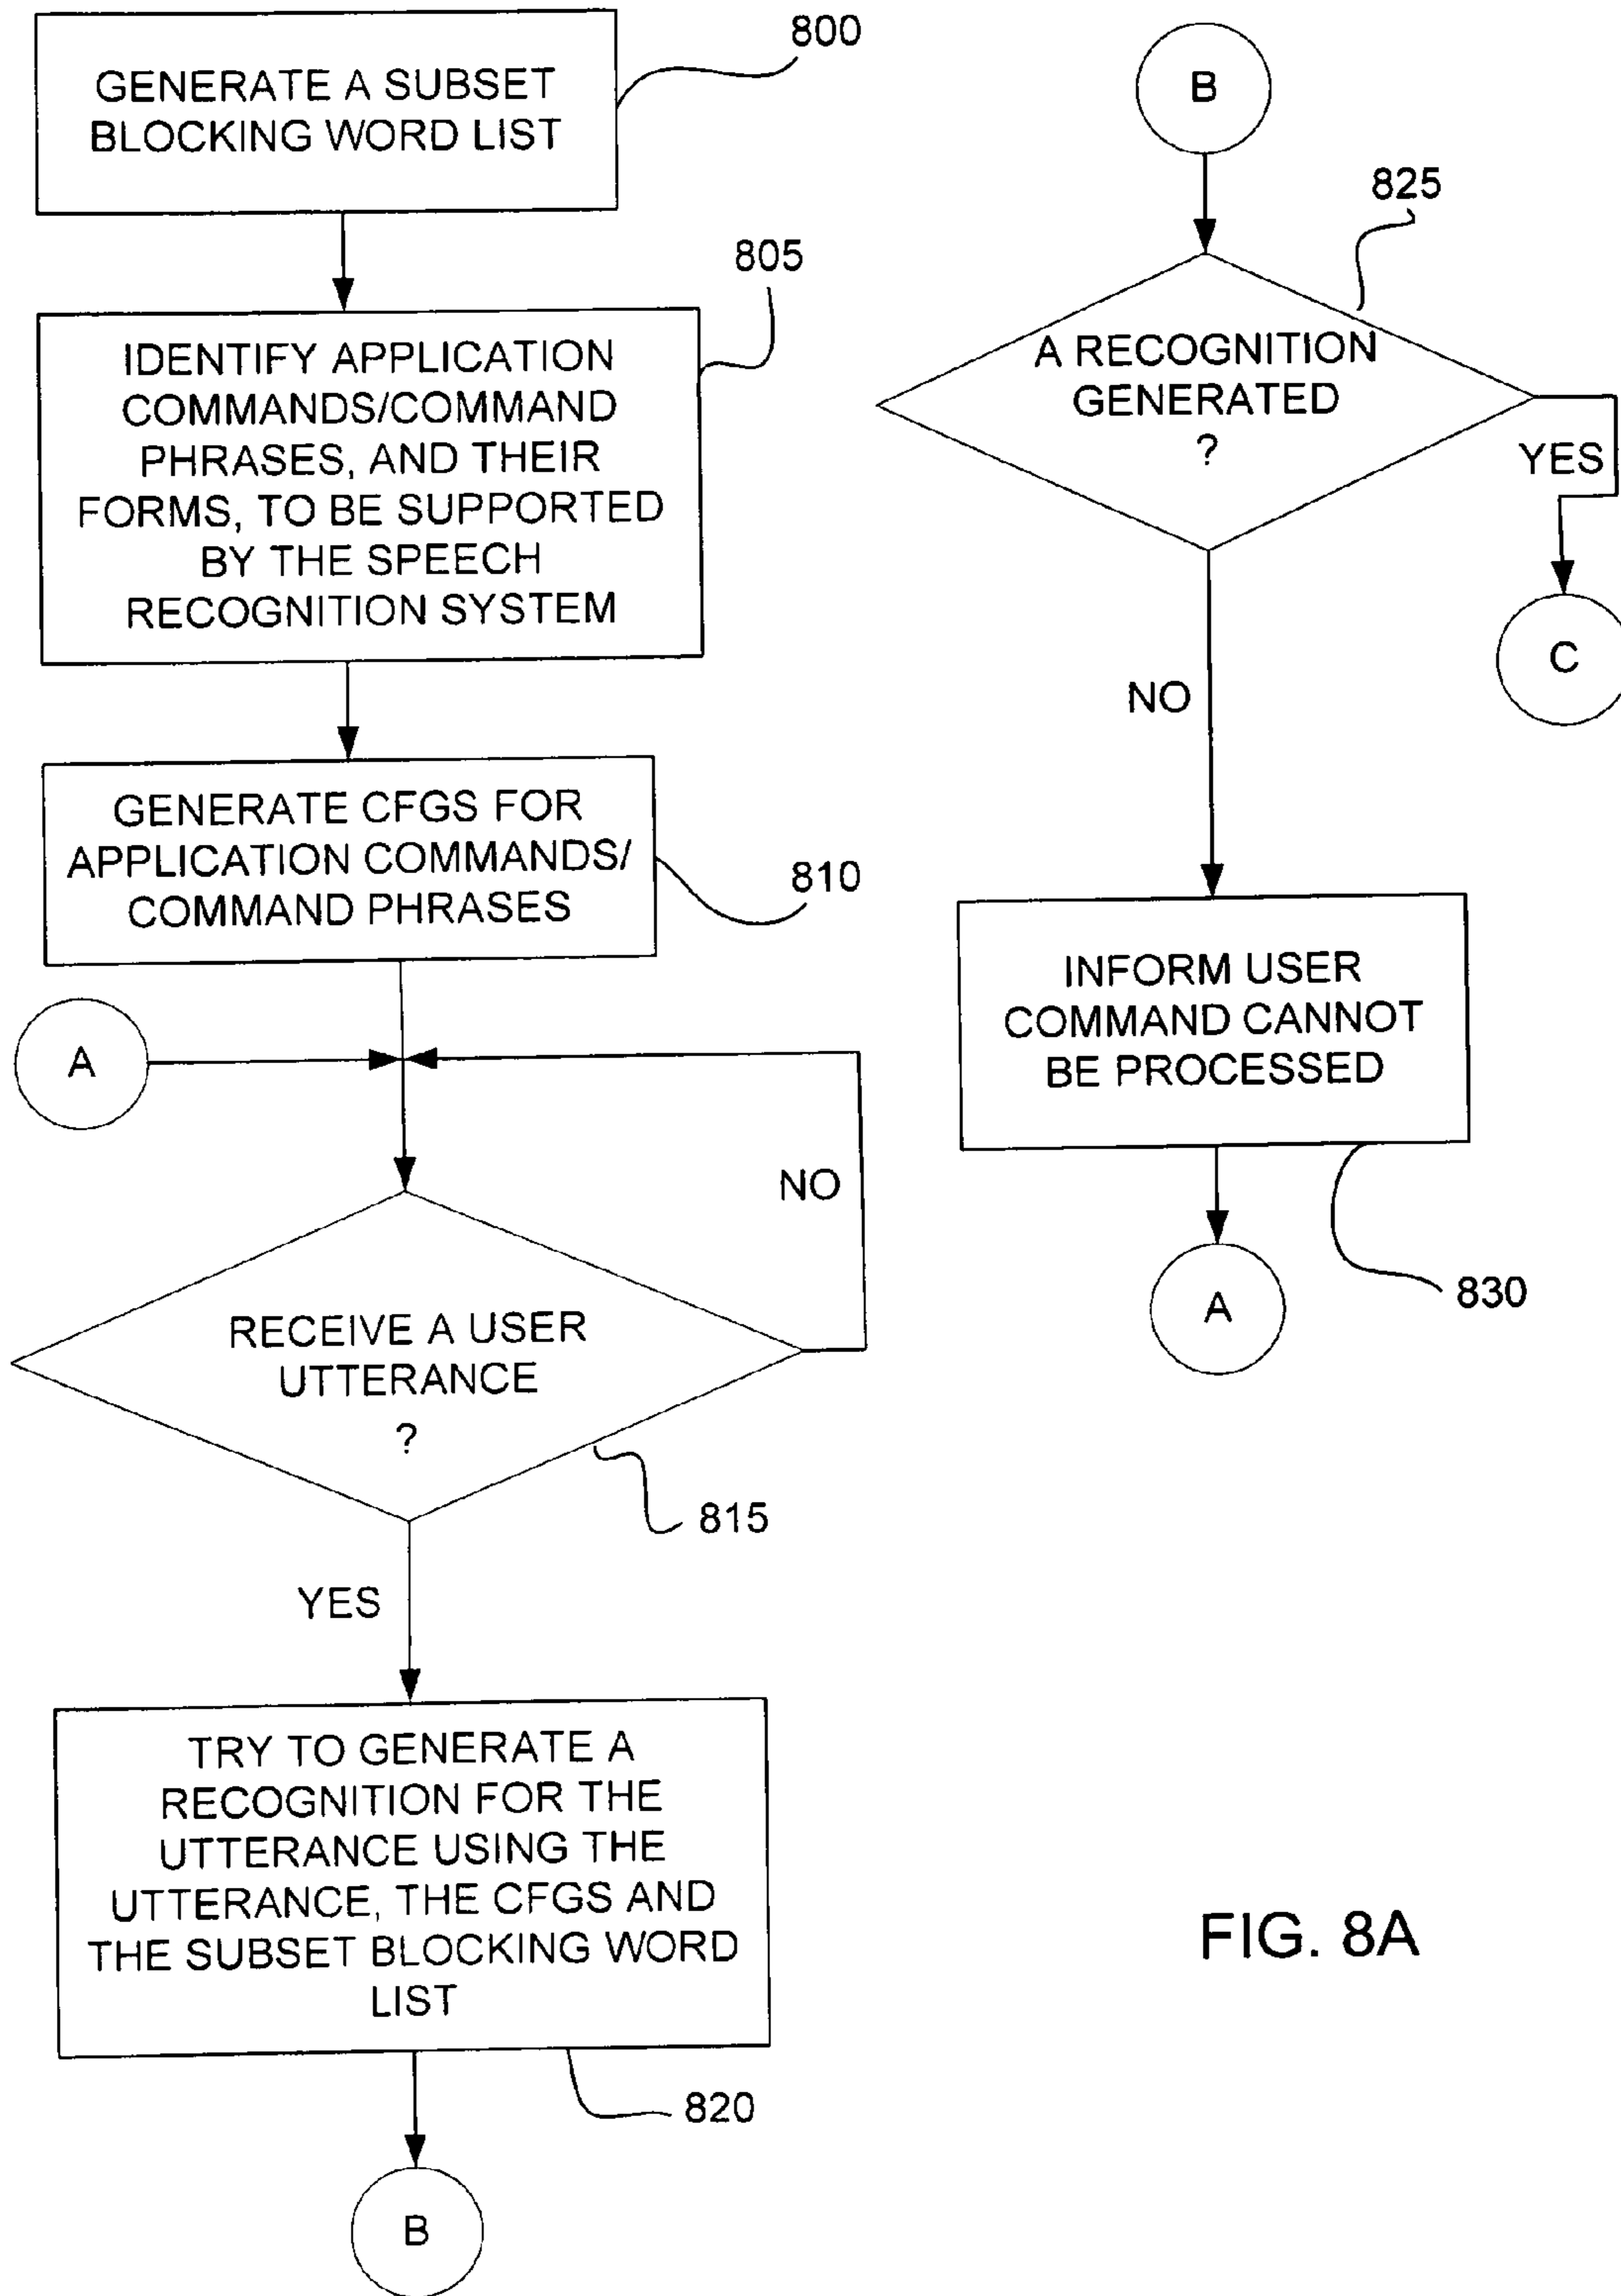 800
GENERATE A SUBSET
BLOCKING WORD LIST
805
IDENTIFY APPLICATION
COMMANDS/COMMAND
PHRASES, AND THEIR
FORMS, TO BE SUPPORTED
BY THE SPEECH
RECOGNITION SYSTEM
GENERATE CFGS FOR
APPLICATION COMMANDS/
COMMAND PHRASES
810
A
NO
RECEIVE A USER
UTTERANCE
?
815
YES
TRY TO GENERATE A
RECOGNITION FOR THE
UTTERANCE USING THE
UTTERANCE, THE CFGS AND
THE SUBSET BLOCKING WORD
LIST
820
B
B
825
A RECOGNITION
GENERATED
?
YES
C
NO
INFORM USER
COMMAND CANNOT
BE PROCESSED
830
A
FIG. 8A